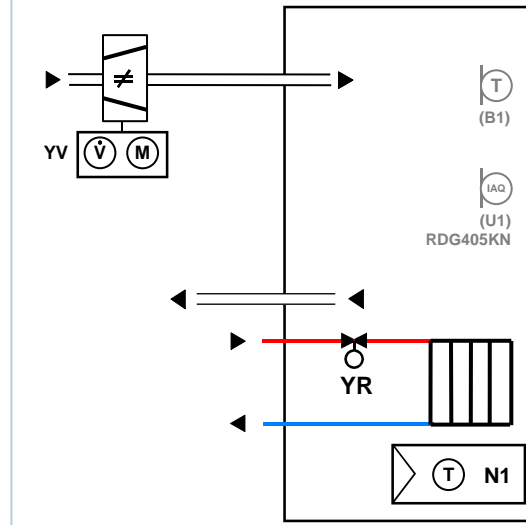 T
(B1)
YV
V̇
M
IAQ
(U1)
RDG405KN
YR
T
N1